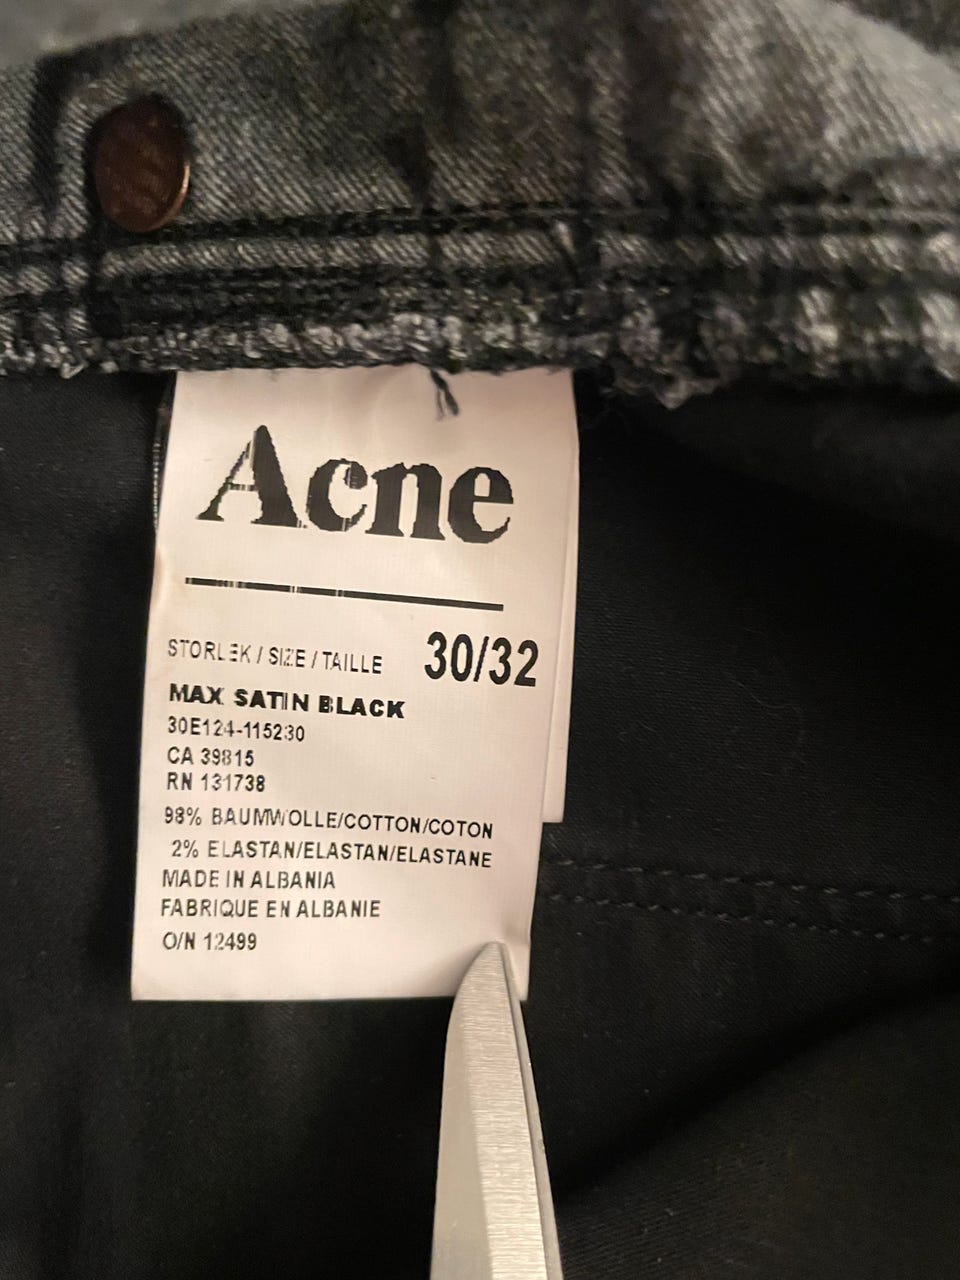 Acne
STORLEK / SIZE / TAILLE 30/32
MAX SATIN BLACK
30E124-115230
CA 39815
RN 131738
98% BAUMWOLLE/COTTON/COTON
2% ELASTAN/ELASTAN/ELASTANE
MADE IN ALBANIA
FABRIQUE EN ALBANIE
O/N 12499